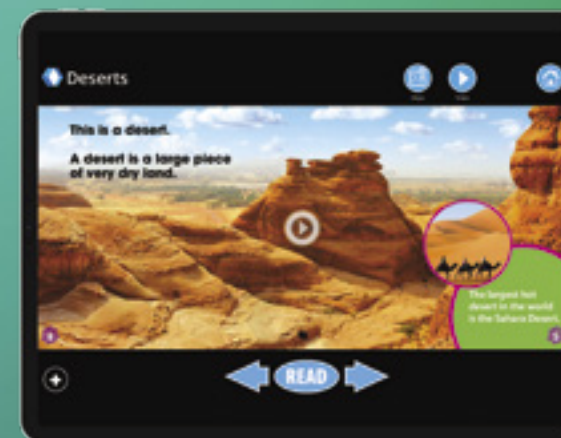 Deserts
This is a desert.
A desert is a large piece
of very dry land.
The largest hot
desert in the world
is the Sahara Desert.
READ